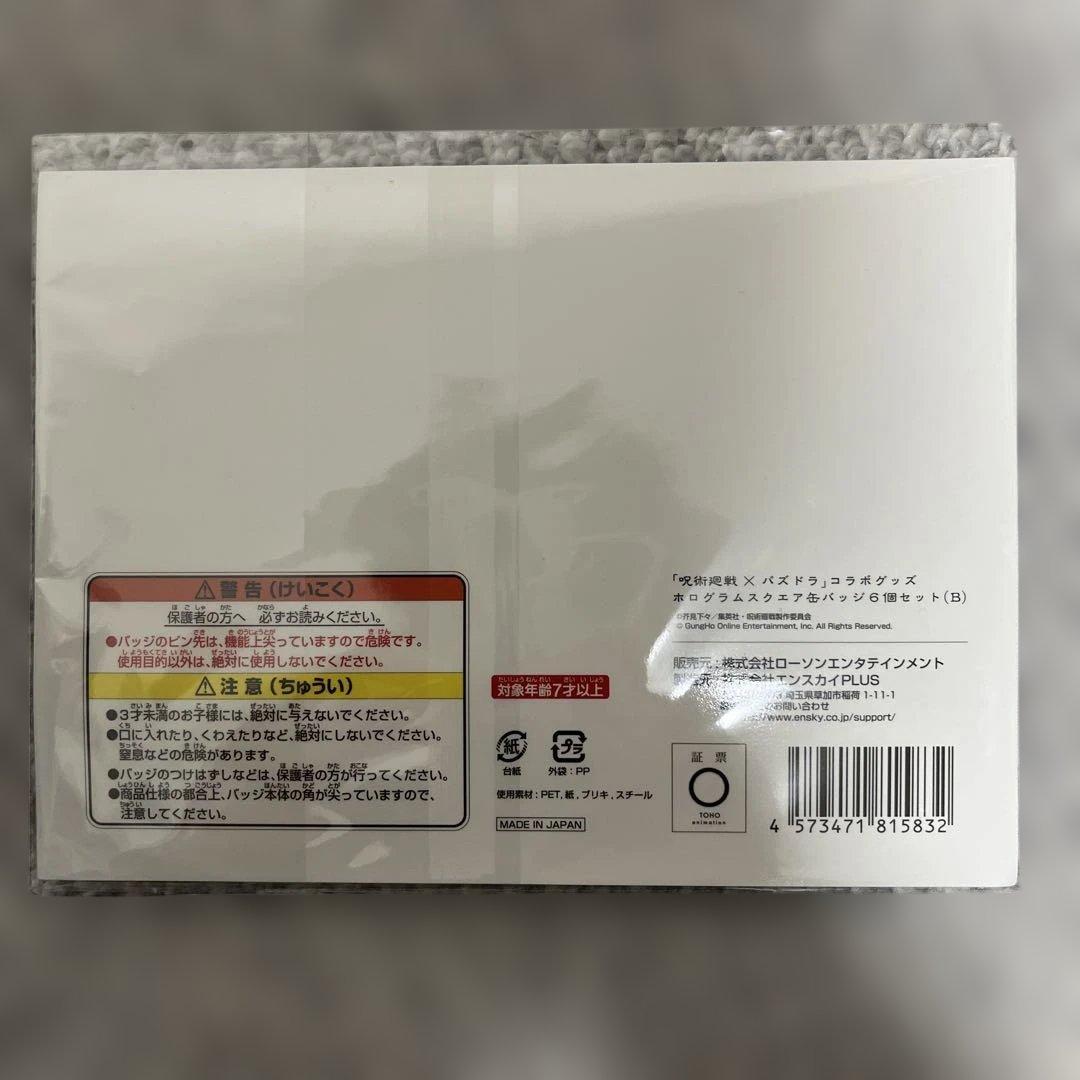 警告（けいこく）
保護者の方へ 必ずお読みください。
●バッジのピン先は、機能上尖っていますので危険です。
使用目的以外は、絶対に使用しないでください。
注意（ちゅうい）
●3才未満のお子様には、絶対に与えないでください。
●口に入れたり、くわえたりなど、絶対にしないでください。
窒息などの危険があります。
●バッジのつけはずしなどは、保護者の方が行ってください。
●商品仕様の都合上、バッジ本体の角が尖っていますので、
注意してください。
対象年齢7才以上
紙
プラ
台紙
外袋：PP
使用素材：PET, 紙, ブリキ, スチール
MADE IN JAPAN
「呪術廻戦 × パズドラ」コラボグッズ
ホログラムスクエア缶バッジ6個セット(B)
©芥見下々／集英社・呪術廻戦製作委員会
© GungHo Online Entertainment, Inc. All Rights Reserved.
販売元：株式会社ローソンエンタテインメント
株式会社エンスカイPLUS
埼玉県草加市稲荷 1-11-1
のお問い合わせ
www.ensky.co.jp/support/
証票
TOHO
animation
4 573471 815832